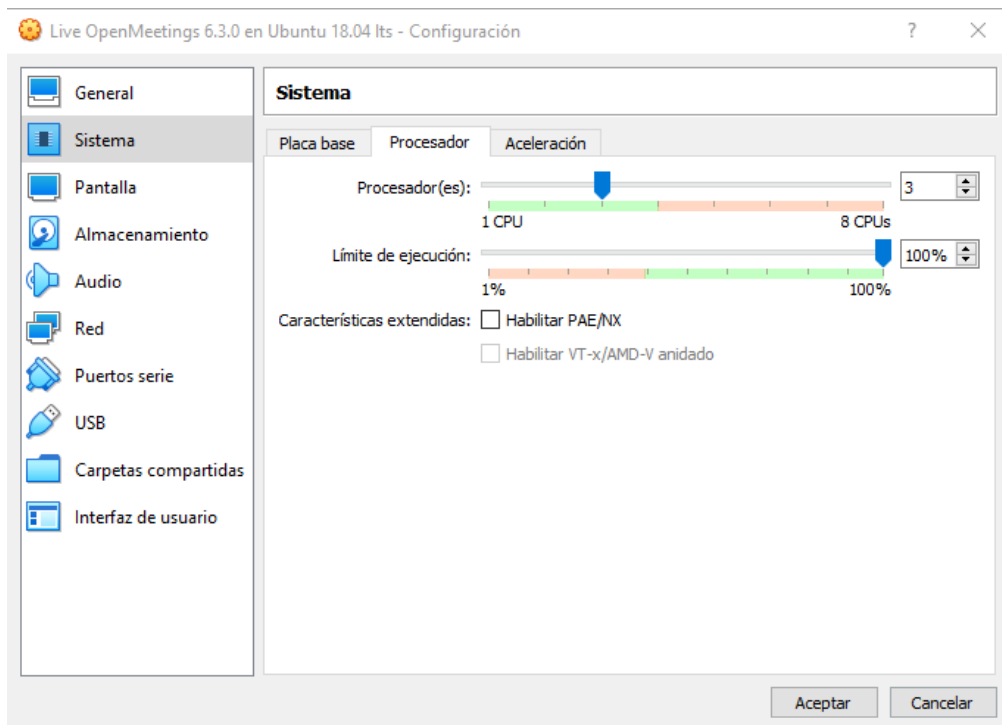 Live OpenMeetings 6.3.0 en Ubuntu 18.04 lts - Configuración
?
General
Sistema
Pantalla
Almacenamiento
Audio
Red
Puertos serie
USB
Carpetas compartidas
Interfaz de usuario
Sistema
Placa base Procesador Aceleración
Procesador(es): 3
1 CPU 8 CPUs
Límite de ejecución: 100%
1% 100%
Características extendidas: Habilitar PAE/NX
Habilitar VT-x/AMD-V anidado
Aceptar Cancelar